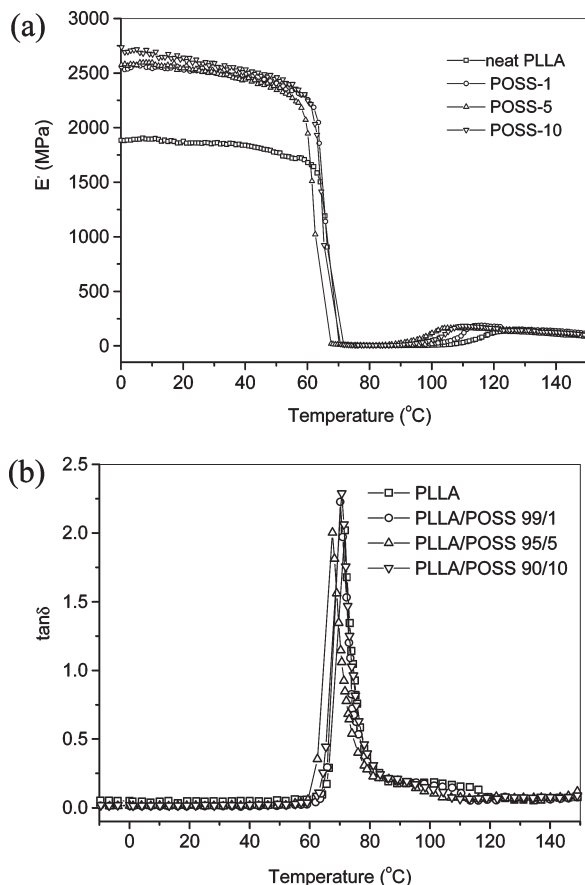 (a)
3000
2500
2000
1500
1000
500
0
E' (MPa)
neat PLLA
POSS-1
POSS-5
POSS-10
0 20 40 60 80 100 120 140
Temperature (°C)
(b)
2.5
2.0
1.5
1.0
0.5
0.0
tanδ
PLLA
PLLA/POSS 99/1
PLLA/POSS 95/5
PLLA/POSS 90/10
0 20 40 60 80 100 120 140
Temperature (°C)